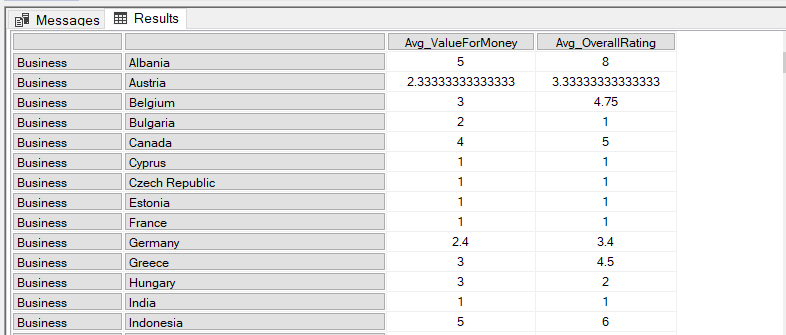 Messages Results
Avg_ValueForMoney Avg_OverallRating
Business Albania 5 8
Business Austria 2.33333333333333 3.33333333333333
Business Belgium 3 4.75
Business Bulgaria 2 1
Business Canada 4 5
Business Cyprus 1 1
Business Czech Republic 1 1
Business Estonia 1 1
Business France 1 1
Business Germany 2.4 3.4
Business Greece 3 4.5
Business Hungary 3 2
Business India 1 1
Business Indonesia 5 6